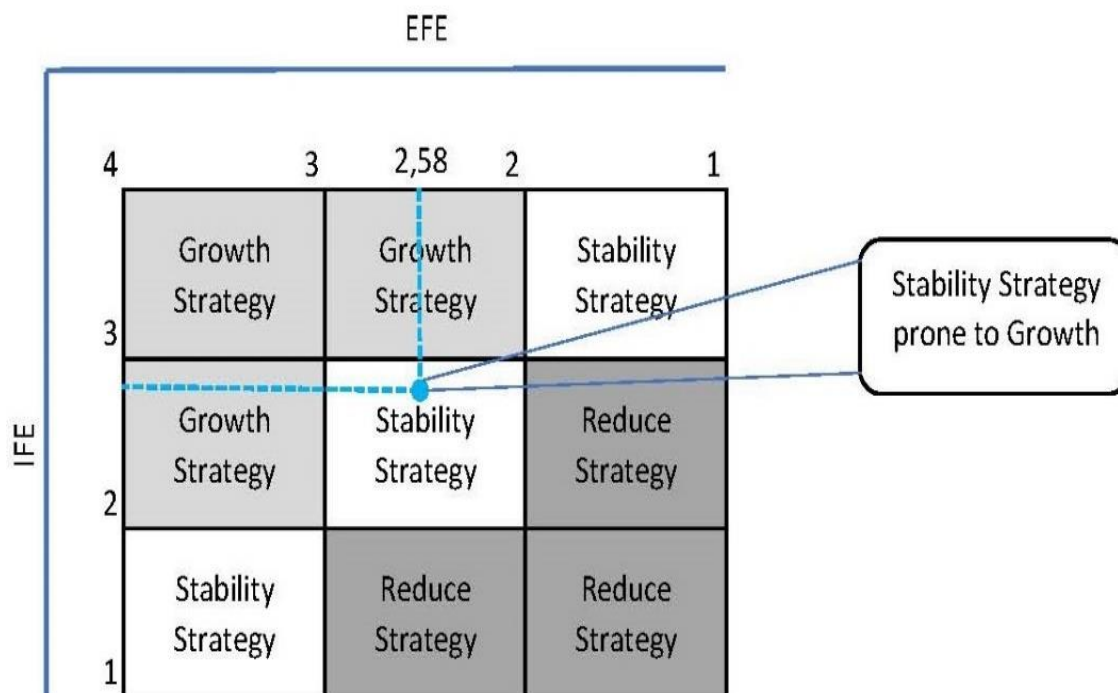 EFE
4
3
2,58
2
1
Growth
Strategy
Growth
Strategy
Stability
Strategy
Stability Strategy
prone to Growth
3
IFE
Growth
Strategy
Stability
Strategy
Reduce
Strategy
2
Stability
Strategy
Reduce
Strategy
Reduce
Strategy
1